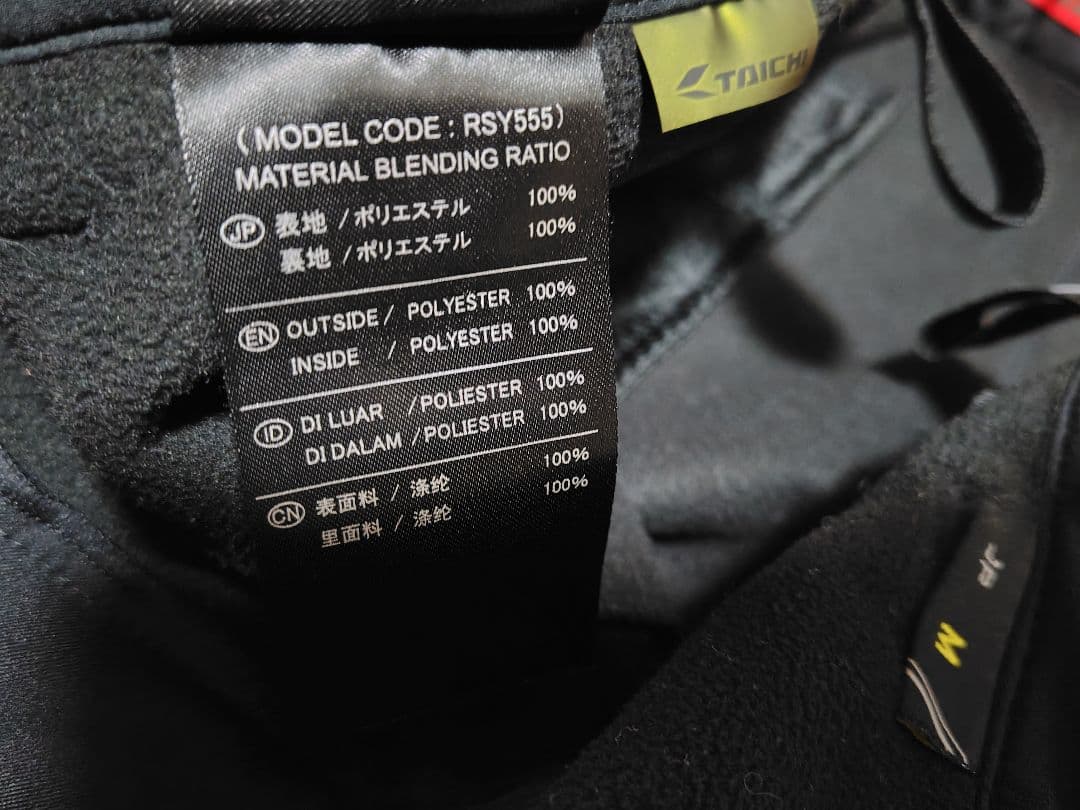 TAICHI
(MODEL CODE : RSY555)
MATERIAL BLENDING RATIO
JP 表地 / ポリエステル 100%
裏地 / ポリエステル 100%
EN OUTSIDE / POLYESTER 100%
INSIDE / POLYESTER 100%
ID DI LUAR / POLIESTER 100%
DI DALAM / POLIESTER 100%
CN 表面料 / 涤纶 100%
里面料 / 涤纶 100%
JP
M